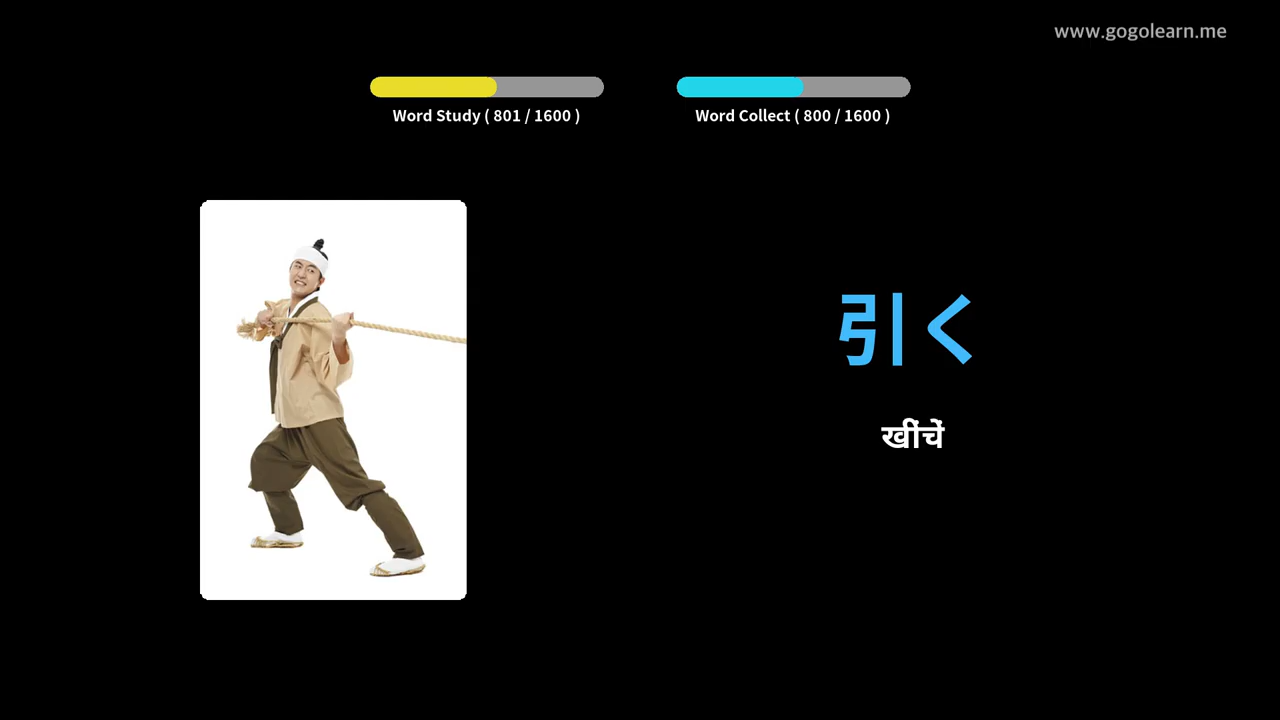 www.gogolearn.me
Word Study ( 801 / 1600 )
Word Collect ( 800 / 1600 )
引く
खींचें